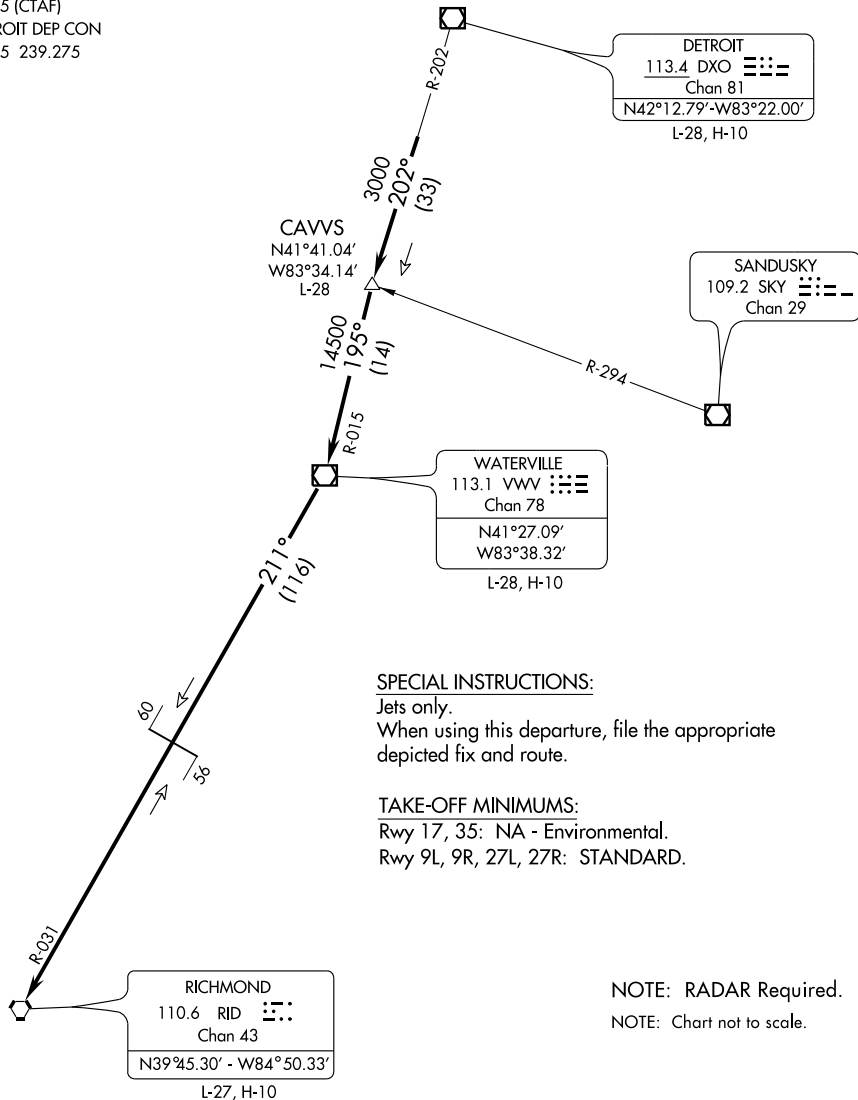 5 (CTAF)
ROIT DEP CON
5 239.275
R-202
DETROIT
113.4 DXO
Chan 81
N42°12.79'-W83°22.00'
L-28, H-10
3000
202°
(33)
CAVVS
N41°41.04'
W83°34.14'
L-28
SANDUSKY
109.2 SKY
Chan 29
14500
195°
(14)
R-294
R-015
WATERVILLE
113.1 VWV
Chan 78
N41°27.09'
W83°38.32'
L-28, H-10
211°
(116)
SPECIAL INSTRUCTIONS:
Jets only.
When using this departure, file the appropriate
depicted fix and route.
60
56
TAKE-OFF MINIMUMS:
Rwy 17, 35: NA - Environmental.
Rwy 9L, 9R, 27L, 27R: STANDARD.
R-031
RICHMOND
110.6 RID
Chan 43
N39°45.30' - W84°50.33'
L-27, H-10
NOTE: RADAR Required.
NOTE: Chart not to scale.